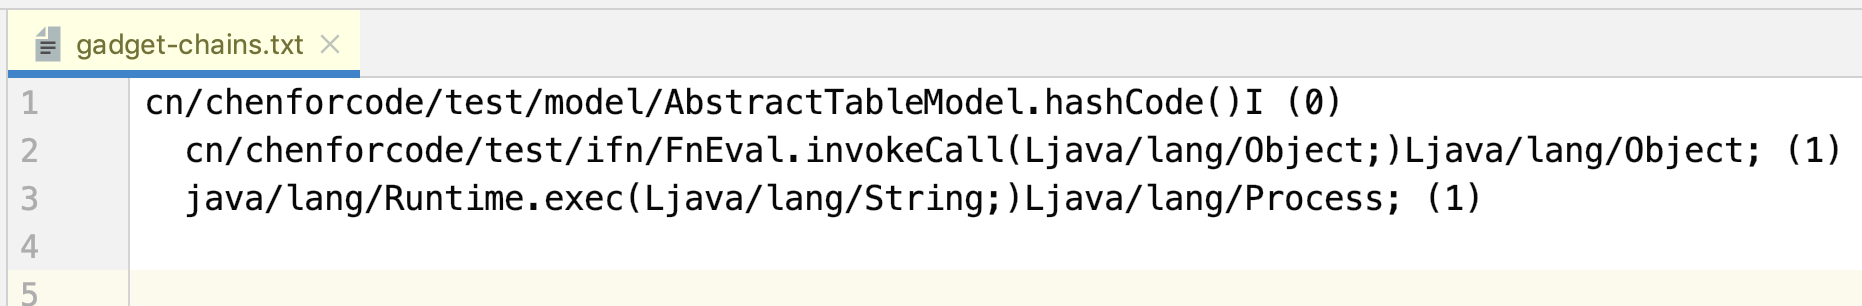 gadget-chains.txt
1 cn/chenforcode/test/model/AbstractTableModel.hashCode()I (0)
2 cn/chenforcode/test/ifn/FnEval.invokeCall(Ljava/lang/Object;)Ljava/lang/Object; (1)
3 java/lang/Runtime.exec(Ljava/lang/String;)Ljava/lang/Process; (1)
4
5